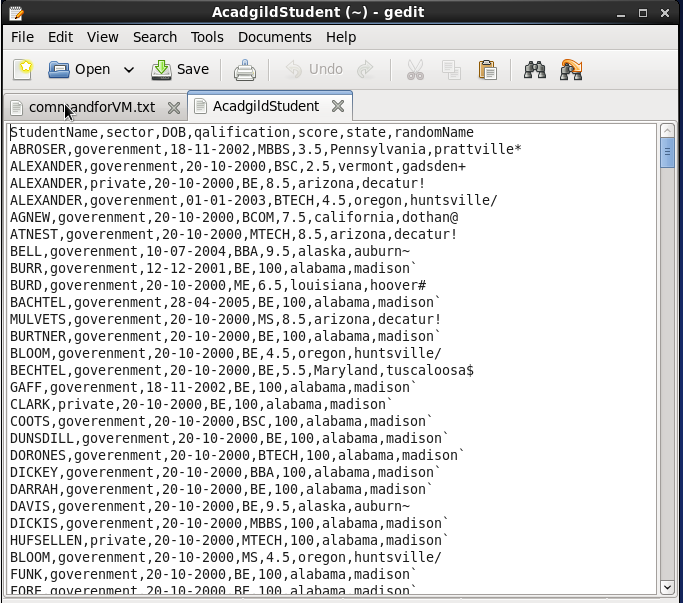 AcadgildStudent (~) - gedit
File Edit View Search Tools Documents Help
Open Save Undo
commandforVM.txt AcadgildStudent
StudentName,sector,DOB,qalification,score,state,randomName
ABROSER,goverenment,18-11-2002,MBBS,3.5,Pennsylvania,prattville*
ALEXANDER,goverenment,20-10-2000,BSC,2.5,vermont,gadsden+
ALEXANDER,private,20-10-2000,BE,8.5,arizona,decatur!
ALEXANDER,goverenment,01-01-2003,BTECH,4.5,oregon,huntsville/
AGNEW,goverenment,20-10-2000,BCOM,7.5,california,dothan@
ATNEST,goverenment,20-10-2000,MTECH,8.5,arizona,decatur!
BELL,goverenment,10-07-2004,BBA,9.5,alaska,auburn~
BURR,goverenment,12-12-2001,BE,100,alabama,madison`
BURD,goverenment,20-10-2000,ME,6.5,louisiana,hoover#
BACHTEL,goverenment,28-04-2005,BE,100,alabama,madison`
MULVETS,goverenment,20-10-2000,MS,8.5,arizona,decatur!
BURTNER,goverenment,20-10-2000,BE,100,alabama,madison`
BLOOM,goverenment,20-10-2000,BE,4.5,oregon,huntsville/
BECHTEL,goverenment,20-10-2000,BE,5.5,Maryland,tuscaloosa$
GAFF,goverenment,18-11-2002,BE,100,alabama,madison`
CLARK,private,20-10-2000,BE,100,alabama,madison`
COOTS,goverenment,20-10-2000,BSC,100,alabama,madison`
DUNSDILL,goverenment,20-10-2000,BE,100,alabama,madison`
DORONES,goverenment,20-10-2000,BTECH,100,alabama,madison`
DICKEY,goverenment,20-10-2000,BBA,100,alabama,madison`
DARRAH,goverenment,20-10-2000,BE,100,alabama,madison`
DAVIS,goverenment,20-10-2000,BE,9.5,alaska,auburn~
DICKIS,goverenment,20-10-2000,MBBS,100,alabama,madison`
HUFSELLEN,private,20-10-2000,MTECH,100,alabama,madison`
BLOOM,goverenment,20-10-2000,MS,4.5,oregon,huntsville/
FUNK,goverenment,20-10-2000,BE,100,alabama,madison`